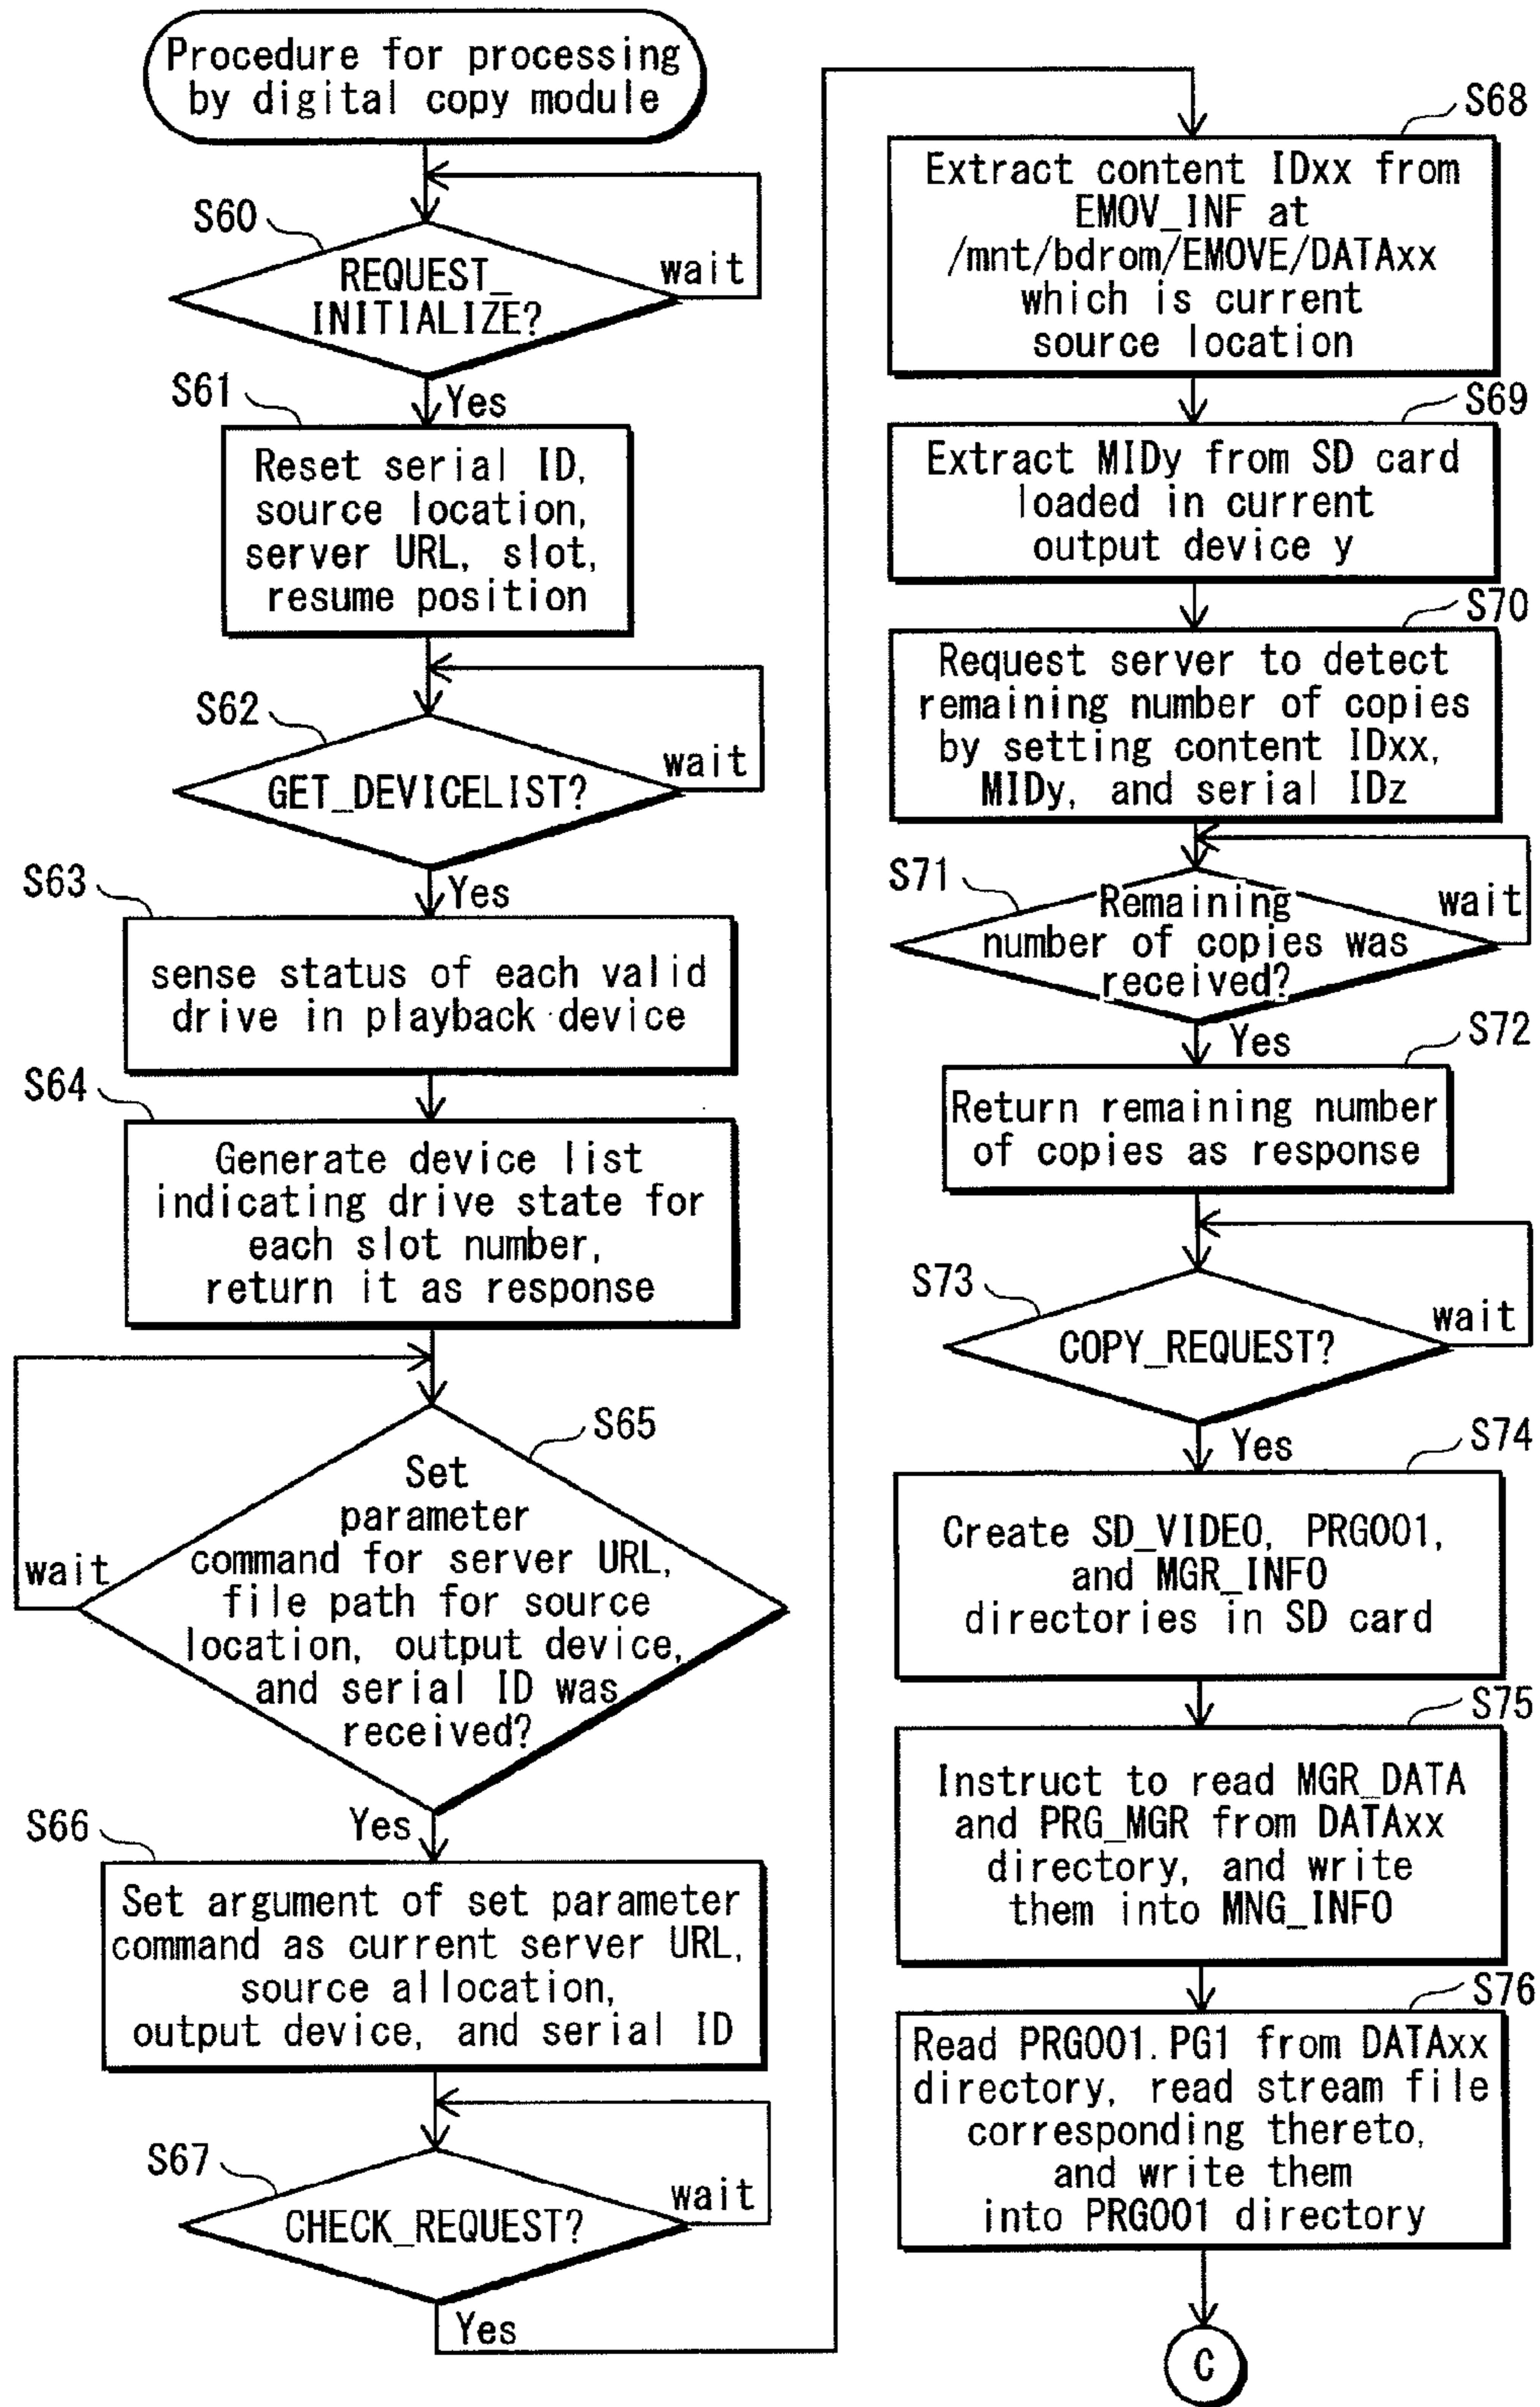 Procedure for processing
by digital copy module
S60
REQUEST_
INITIALIZE?
wait
Yes
S61
Reset serial ID,
source location,
server URL, slot,
resume position
S62
GET_DEVICELIST?
wait
Yes
S63
sense status of each valid
drive in playback device
S64
Generate device list
indicating drive state for
each slot number,
return it as response
S65
Set
parameter
command for server URL,
file path for source
location, output device,
and serial ID was
received?
wait
Yes
S66
Set argument of set parameter
command as current server URL,
source allocation,
output device, and serial ID
S67
CHECK_REQUEST?
wait
Yes
S68
Extract content IDxx from
EMOV_INF at
/mnt/bdrom/EMOVE/DATAxx
which is current
source location
S69
Extract MIDy from SD card
loaded in current
output device y
S70
Request server to detect
remaining number of copies
by setting content IDxx,
MIDy, and serial IDz
S71
Remaining
number of copies was
received?
wait
Yes
S72
Return remaining number
of copies as response
S73
COPY_REQUEST?
wait
Yes
S74
Create SD_VIDEO, PRG001,
and MGR_INFO
directories in SD card
S75
Instruct to read MGR_DATA
and PRG_MGR from DATAxx
directory, and write
them into MNG_INFO
S76
Read PRG001.PG1 from DATAxx
directory, read stream file
corresponding thereto,
and write them
into PRG001 directory
C